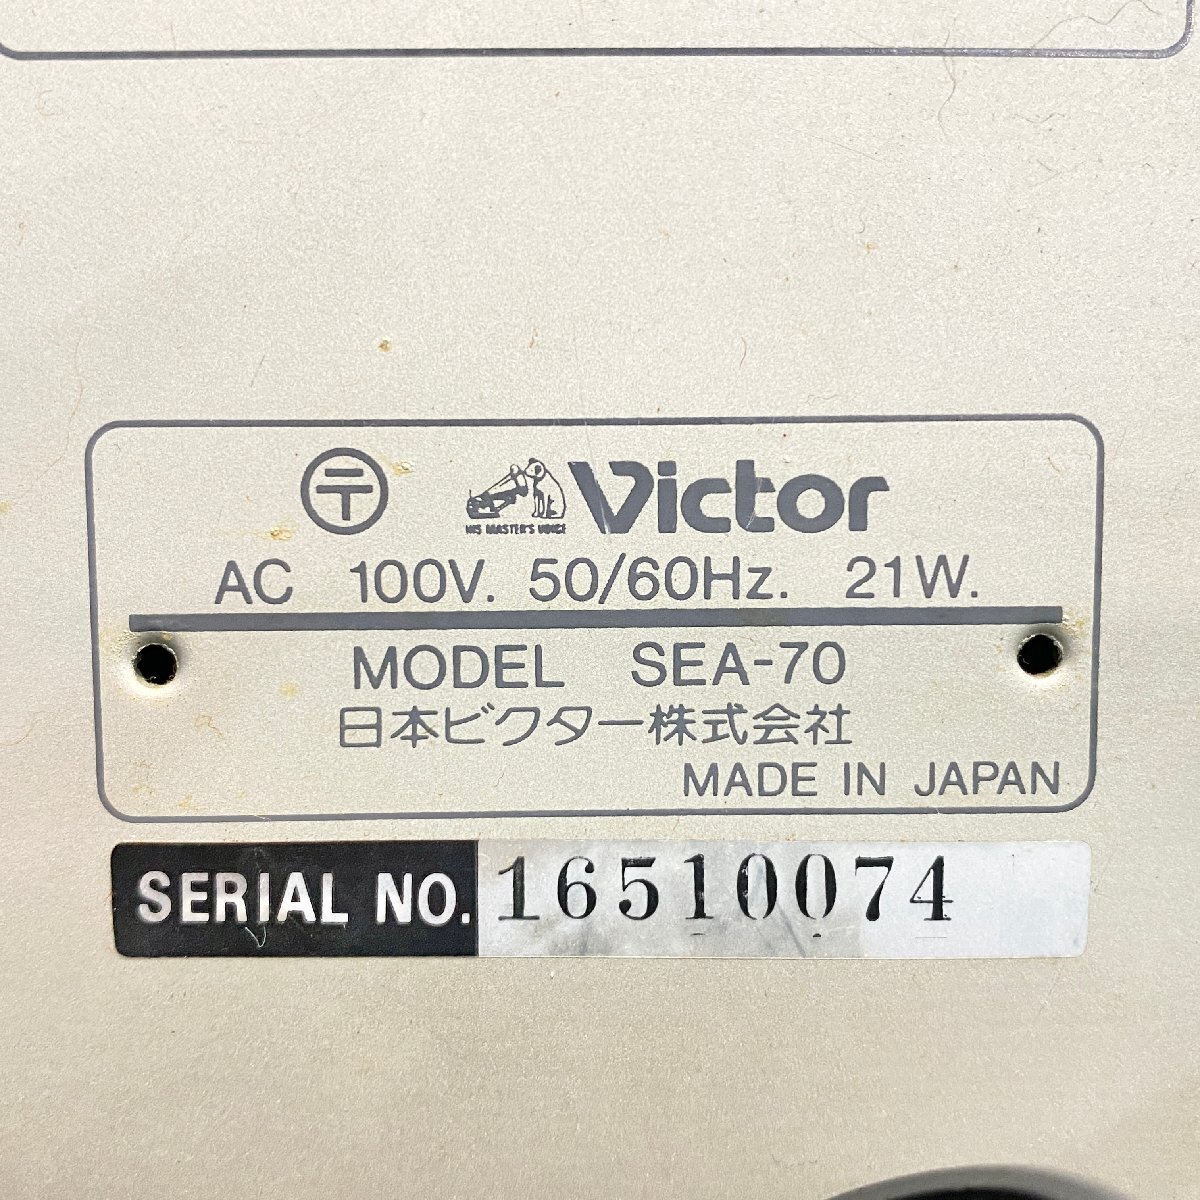 〒 HIS MASTER'S VOICE Victor
AC 100V. 50/60Hz. 21W.
MODEL SEA-70
日本ビクター株式会社
MADE IN JAPAN
SERIAL NO. 16510074